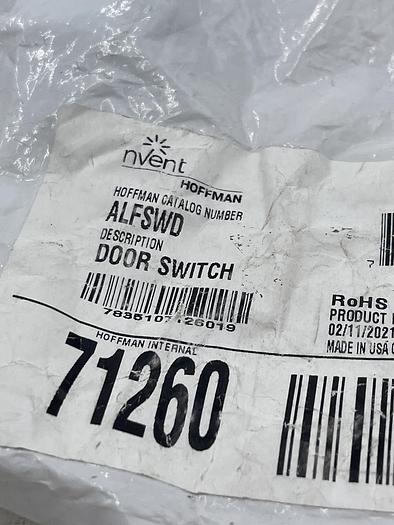 nvent
HOFFMAN
HOFFMAN CATALOG NUMBER
ALFSWD
DESCRIPTION
DOOR SWITCH
HOFFMAN INTERNAL
71260
7
RoHS
PRODUCT
02/11/2021
MADE IN USA